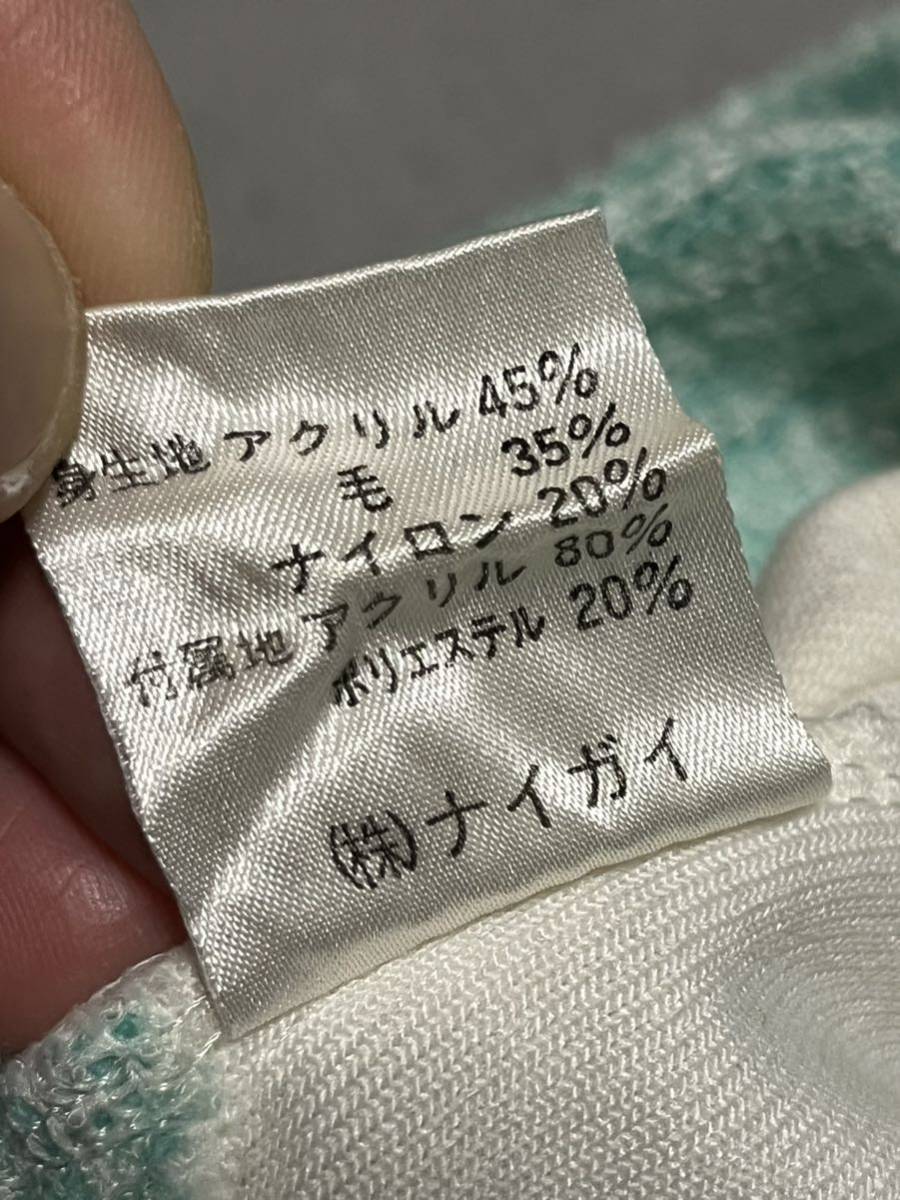 身生地 アクリル 45%
毛 35%
ナイロン 20%
付属地 アクリル 80%
ポリエステル 20%
(株)ナイガイ